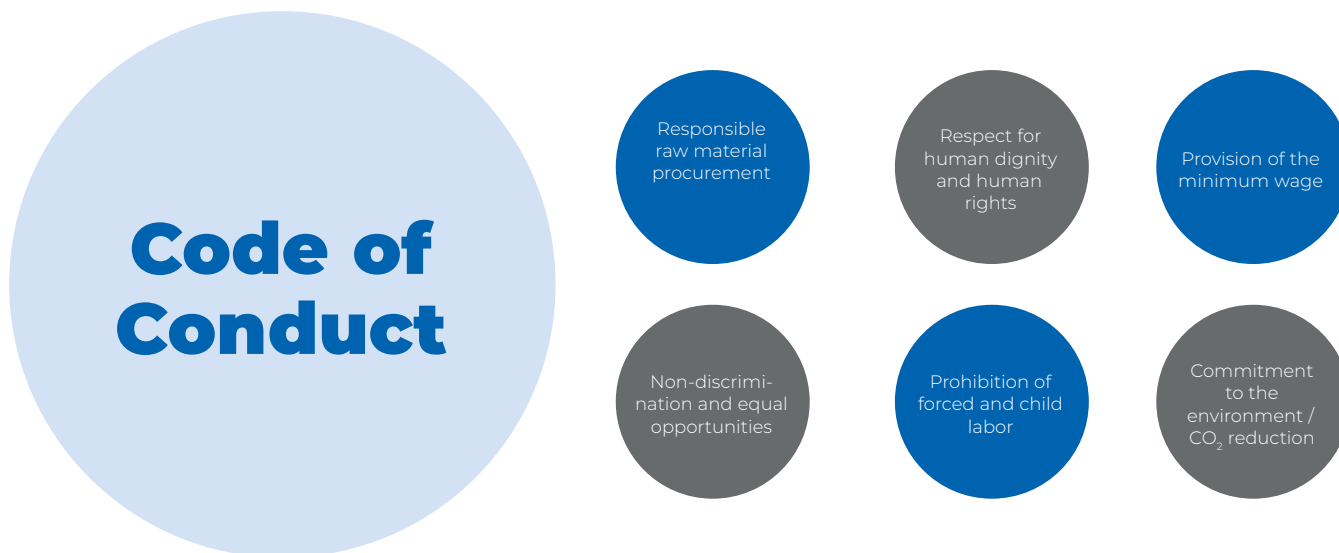 Code of
Conduct
Responsible
raw material
procurement
Respect for
human dignity
and human
rights
Provision of the
minimum wage
Non-discrimi-
nation and equal
opportunities
Prohibition of
forced and child
labor
Commitment
to the
environment /
CO₂ reduction